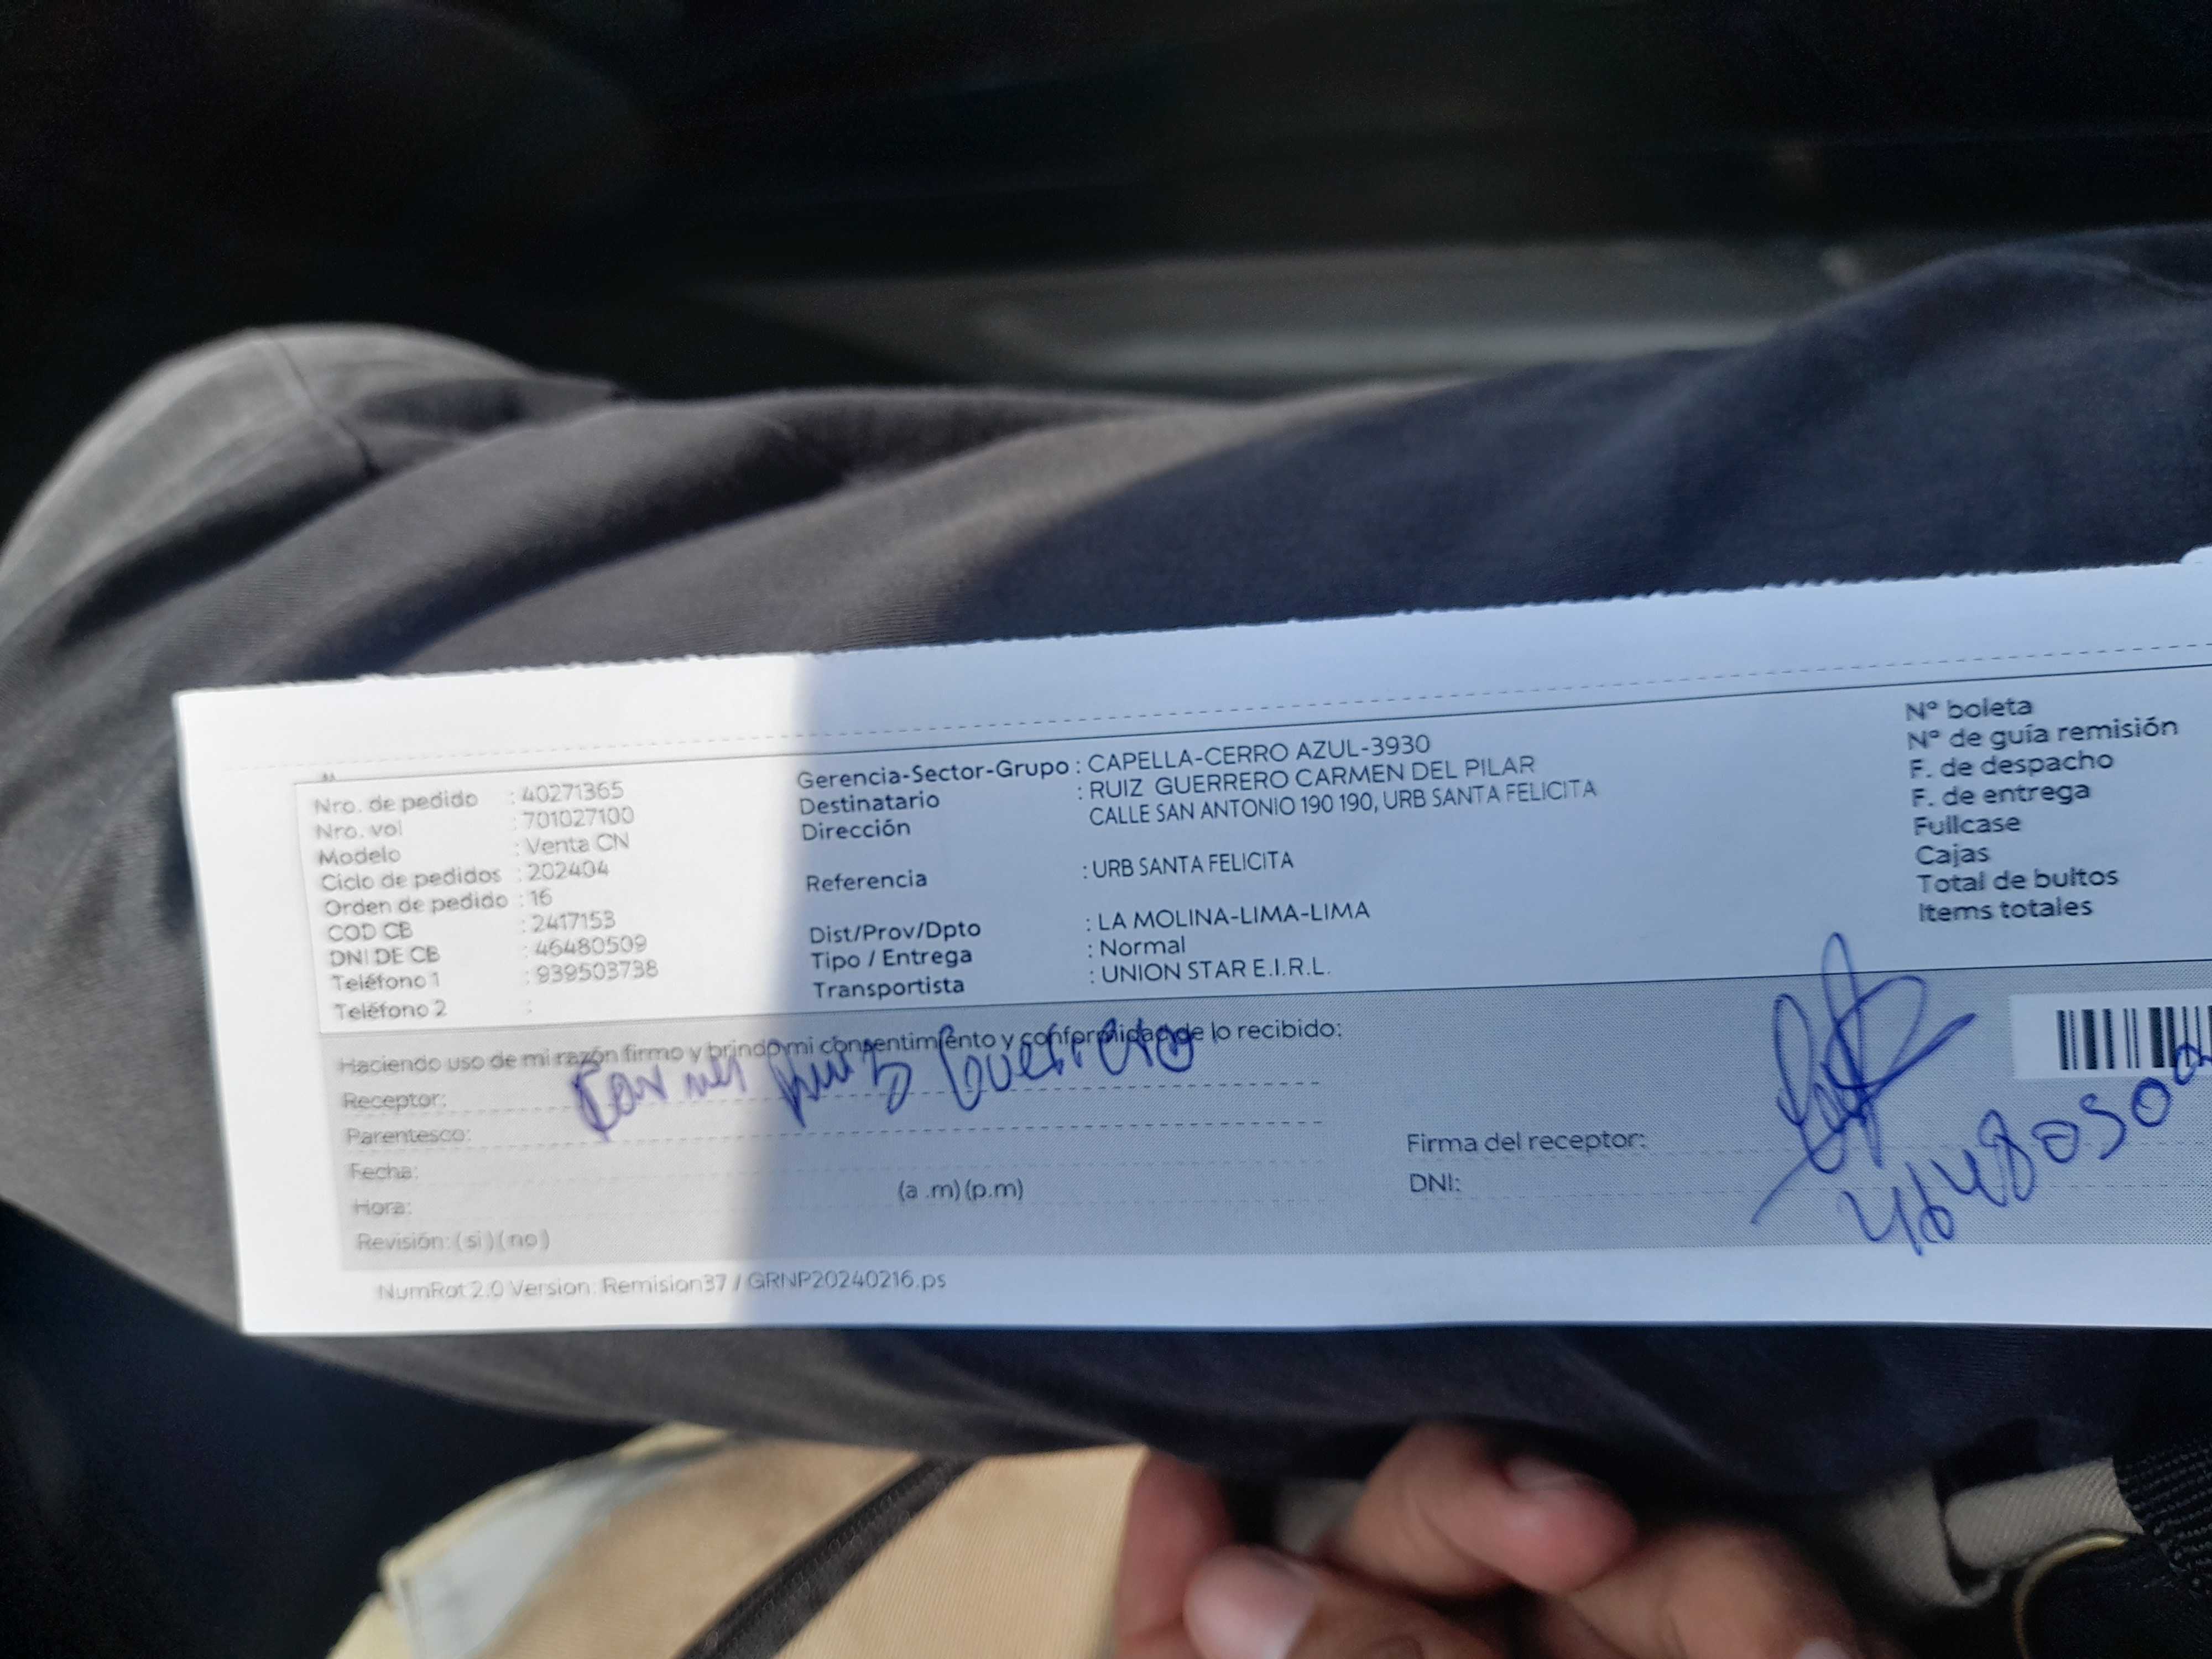 Nro. de pedido : 40271365
Nro. vol : 701027100
Modelo : Venta CN
Ciclo de pedidos : 202404
Orden de pedido : 16
COD CB : 2417153
DNI DE CB : 46480509
Teléfono 1 : 939503738
Teléfono 2 :
Gerencia-Sector-Grupo : CAPELLA-CERRO AZUL-3930
Destinatario : RUIZ GUERRERO CARMEN DEL PILAR
Dirección CALLE SAN ANTONIO 190 190, URB SANTA FELICITA
Referencia : URB SANTA FELICITA
Dist/Prov/Dpto : LA MOLINA-LIMA-LIMA
Tipo / Entrega : Normal
Transportista : UNION STAR E.I.R.L.
N° boleta
N° de guía remisión
F. de despacho
F. de entrega
Fullcase
Cajas
Total de bultos
Items totales
Haciendo uso de mi razón firmo y brindo mi consentimiento y conformidad de lo recibido:
Receptor: Carmen Ruiz Guerrero
Parentesco:
Fecha:
Hora: (a .m) (p.m)
Revisión: ( si ) ( no )
Firma del receptor:
DNI: 46480509
NumRot 2.0 Version: Remision37 / GRNP20240216.ps